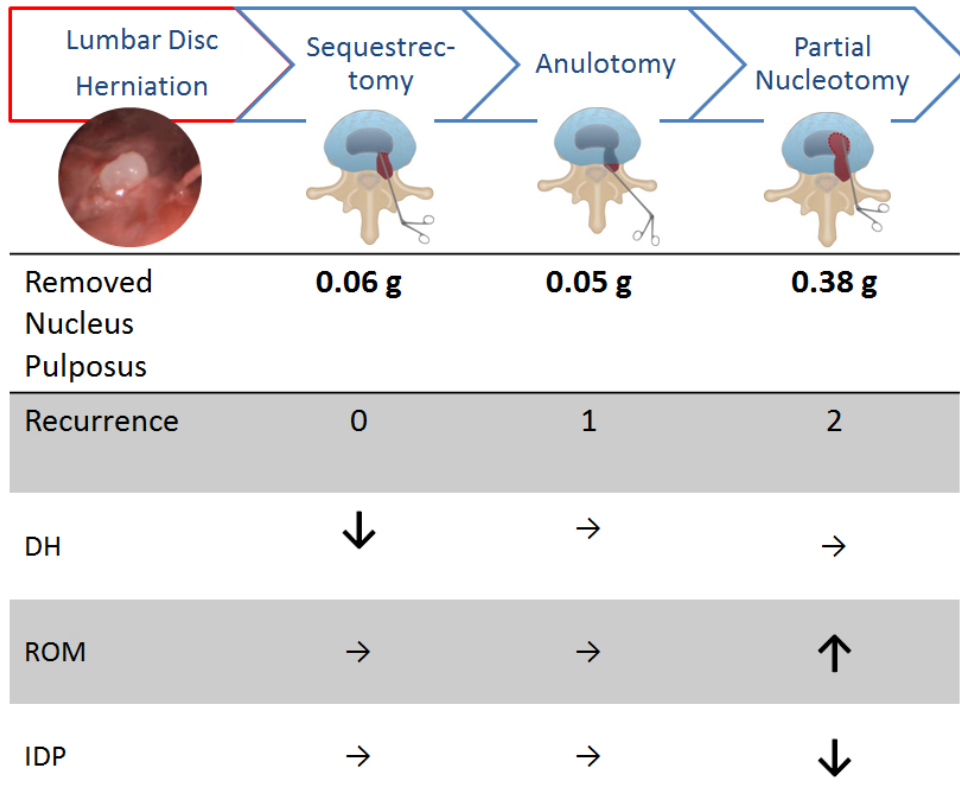 Lumbar Disc
Herniation
Sequestrec-
tomy
Anulotomy
Partial
Nucleotomy
Removed
Nucleus
Pulposus
0.06 g
0.05 g
0.38 g
Recurrence 0 1 2
DH ↓ → →
ROM → → ↑
IDP → → ↓